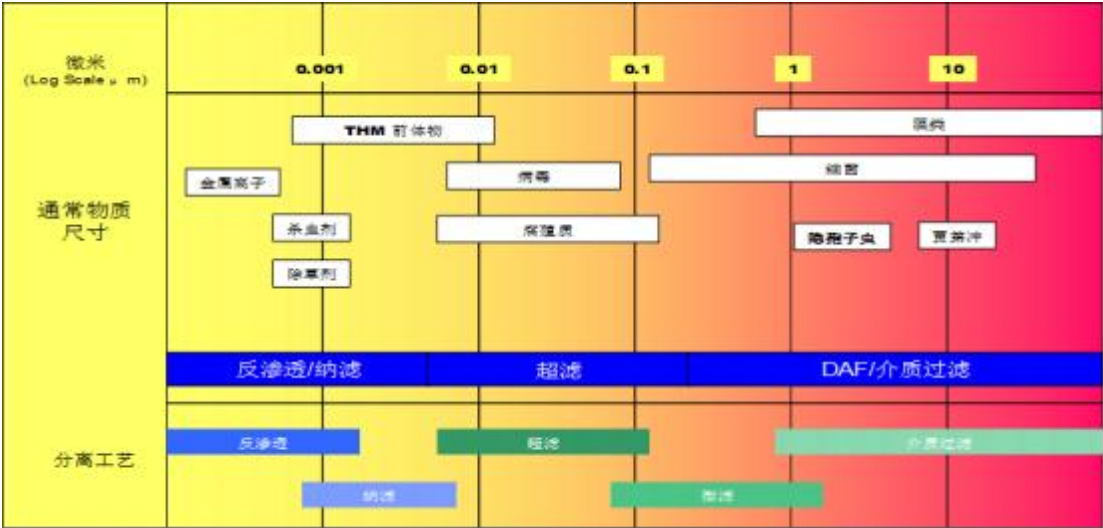 微米
(Log Scale μ m)
0.001
0.01
0.1
1
10
THM 前体物
藻类
金属离子
病毒
细菌
通常物质
尺寸
杀虫剂
腐殖质
隐孢子虫
贾第冲
除草剂
反渗透/纳滤
超滤
DAF/介质过滤
分离工艺
反渗透
超滤
介质过滤
纳滤
微滤